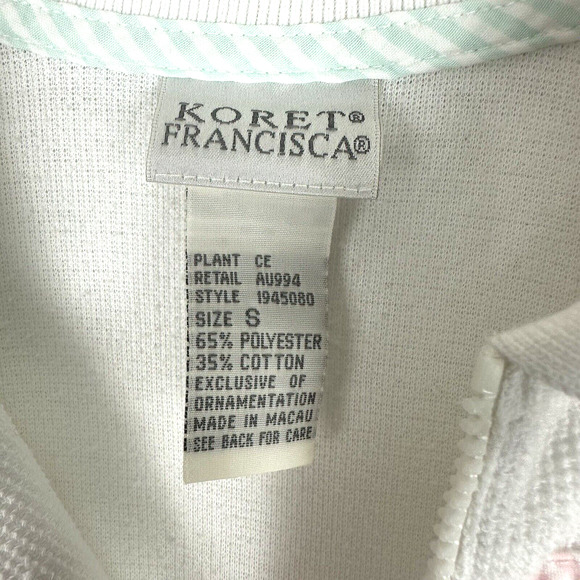 KORET®
FRANCISCA®
PLANT CE
RETAIL AU994
STYLE 1945080
SIZE S
65% POLYESTER
35% COTTON
EXCLUSIVE OF
ORNAMENTATION
MADE IN MACAU
SEE BACK FOR CARE